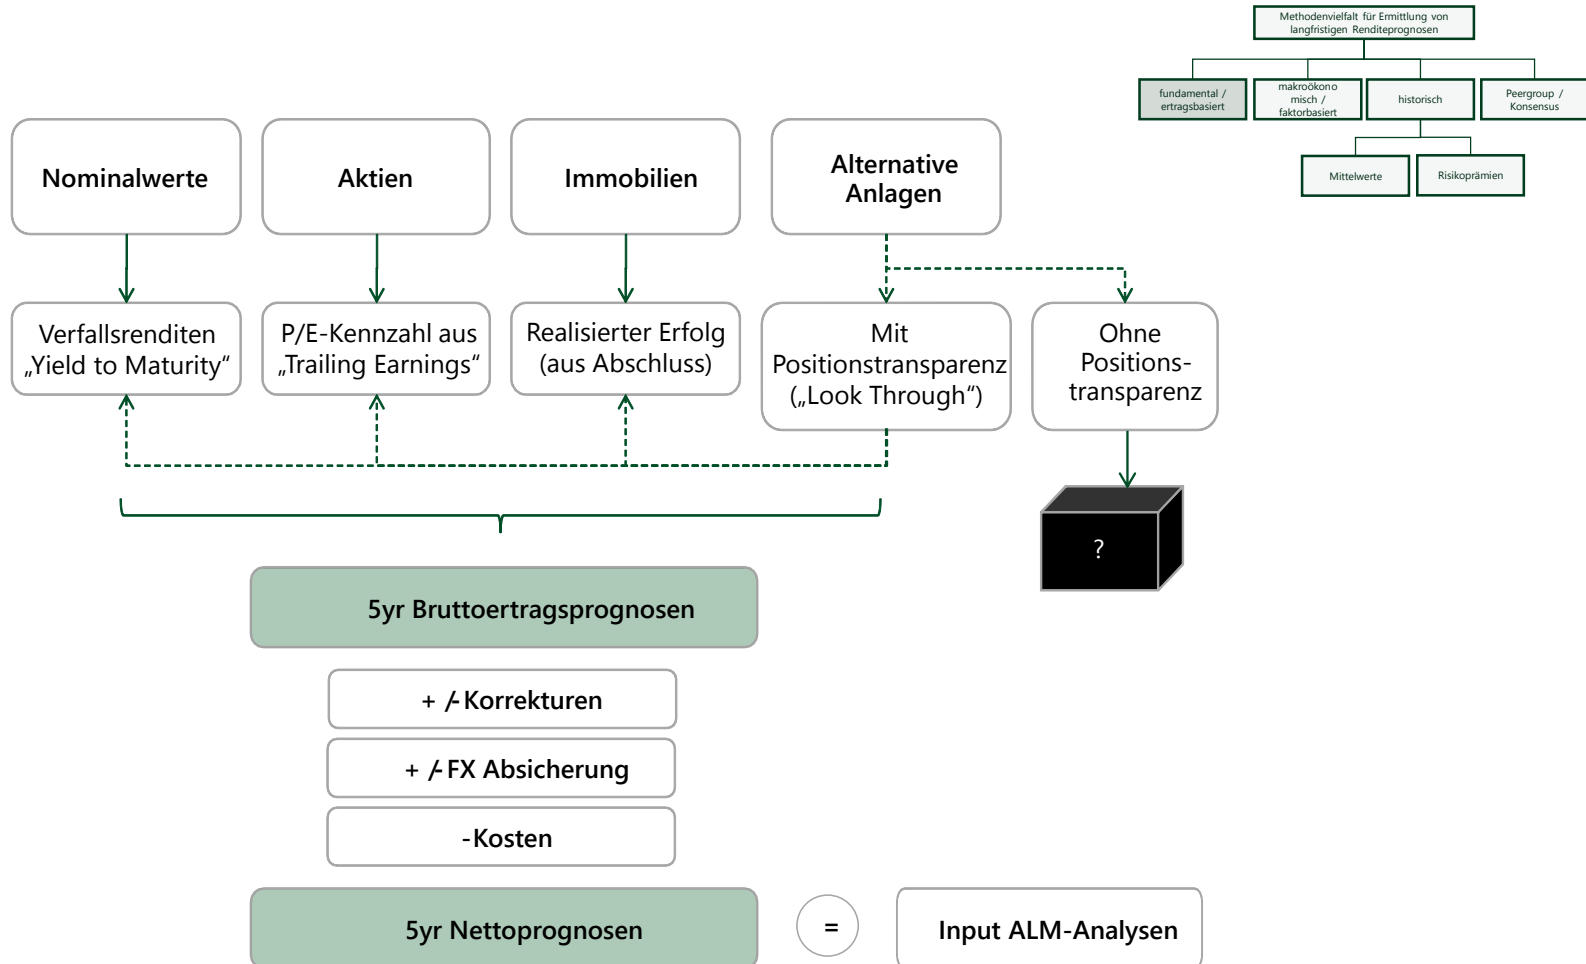 Methodenvielfalt für Ermittlung von
langfristigen Renditeprognosen
fundamental /
ertragsbasiert
makroökono
misch /
faktorbasiert
historisch
Peergroup /
Konsensus
Mittelwerte
Risikoprämien
Nominalwerte
Aktien
Immobilien
Alternative
Anlagen
Verfallsrenditen
„Yield to Maturity“
P/E-Kennzahl aus
„Trailing Earnings“
Realisierter Erfolg
(aus Abschluss)
Mit
Positionstransparenz
(„Look Through“)
Ohne
Positions-
transparenz
?
5yr Bruttoertragsprognosen
+ /- Korrekturen
+ /- FX Absicherung
-Kosten
5yr Nettoprognosen
=
Input ALM-Analysen